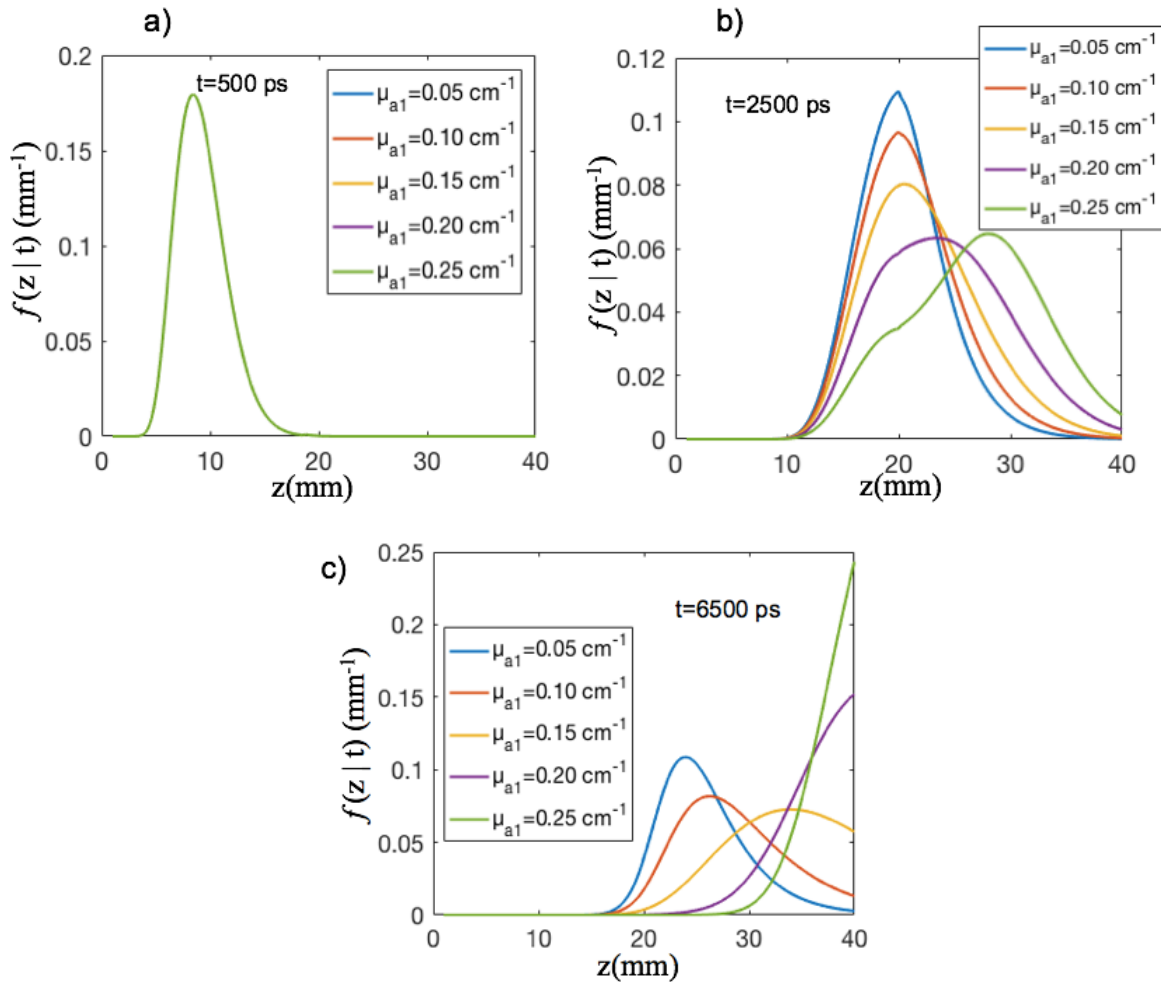 a)
t=500 ps
μa1=0.05 cm-1
μa1=0.10 cm-1
μa1=0.15 cm-1
μa1=0.20 cm-1
μa1=0.25 cm-1
0.2
0.15
0.1
0.05
0
f(z | t) (mm-1)
0 10 20 30 40
z(mm)
b)
t=2500 ps
μa1=0.05 cm-1
μa1=0.10 cm-1
μa1=0.15 cm-1
μa1=0.20 cm-1
μa1=0.25 cm-1
0.12
0.1
0.08
0.06
0.04
0.02
0
f(z | t) (mm-1)
0 10 20 30 40
z(mm)
c)
t=6500 ps
μa1=0.05 cm-1
μa1=0.10 cm-1
μa1=0.15 cm-1
μa1=0.20 cm-1
μa1=0.25 cm-1
0.25
0.2
0.15
0.1
0.05
0
f(z | t) (mm-1)
0 10 20 30 40
z(mm)